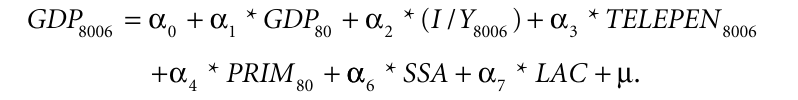 GDP₈₀₀₆ = α₀ + α₁ * GDP₈₀ + α₂ * (I / Y₈₀₀₆) + α₃ * TELEPEN₈₀₀₆
+α₄ * PRIM₈₀ + α₆ * SSA + α₇ * LAC + µ.